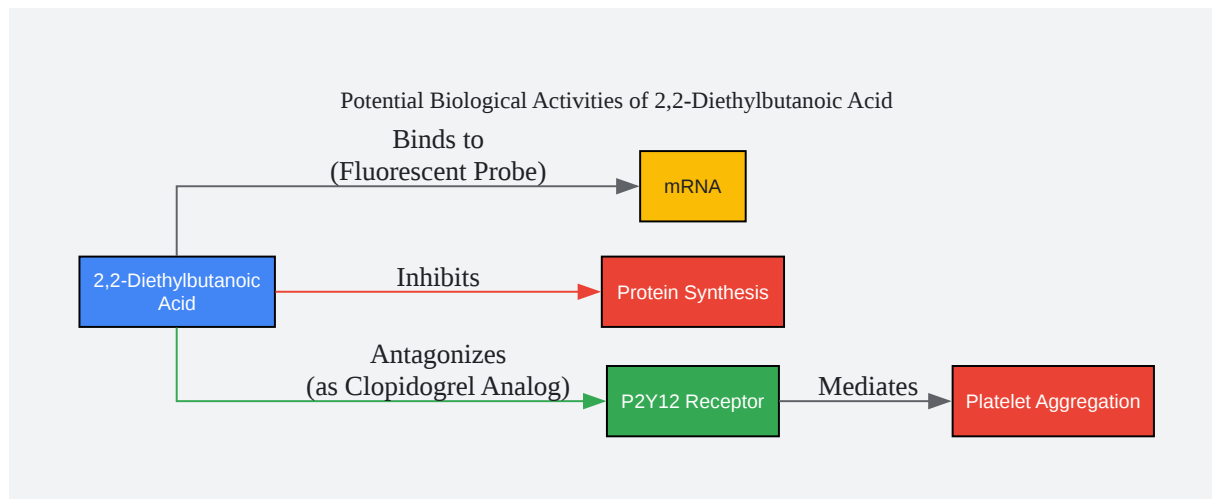 Potential Biological Activities of 2,2-Diethylbutanoic Acid
Binds to
(Fluorescent Probe)
mRNA
2,2-Diethylbutanoic
Acid
Inhibits
Protein Synthesis
Antagonizes
(as Clopidogrel Analog)
P2Y12 Receptor
Mediates
Platelet Aggregation